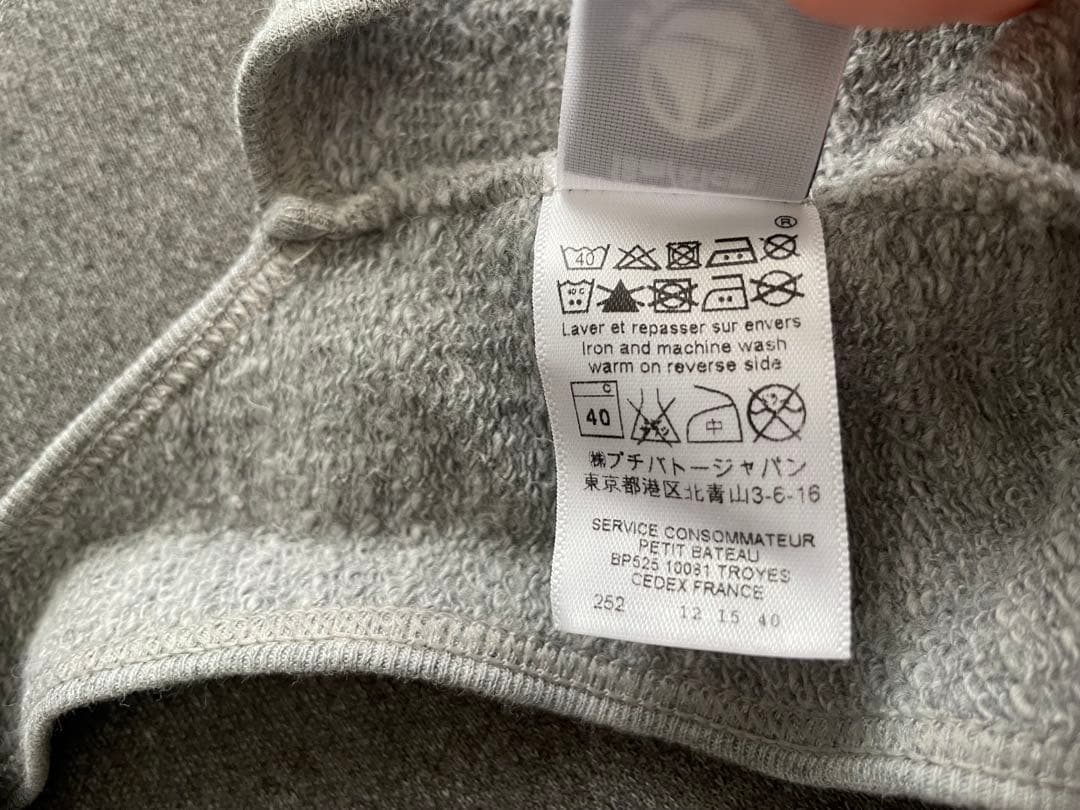 ®
40
40 C
Laver et repasser sur envers
Iron and machine wash
warm on reverse side
C
40
中
㈱プチバトージャパン
東京都港区北青山3-6-16
SERVICE CONSOMMATEUR
PETIT BATEAU
BP525 10081 TROYES
CEDEX FRANCE
252 12 15 40